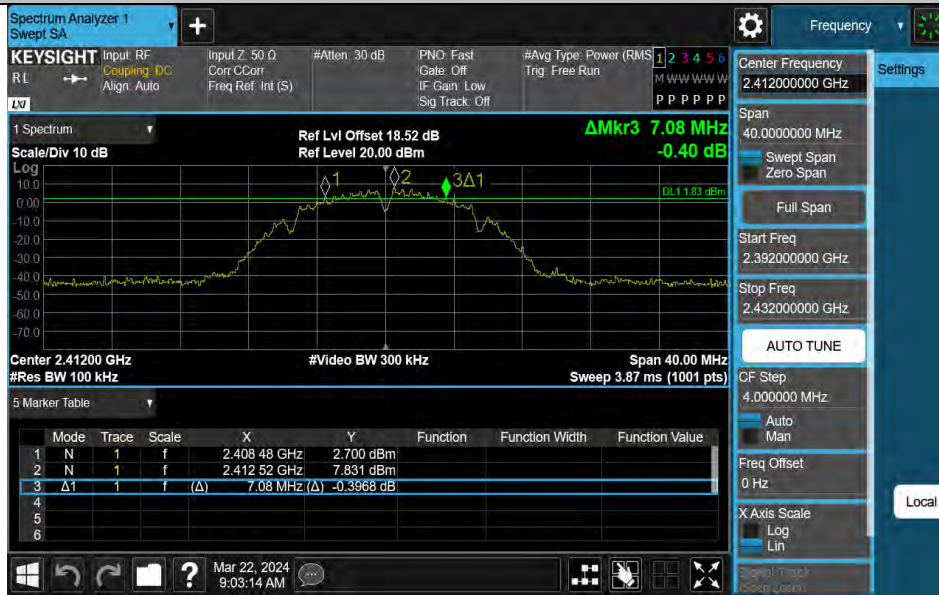 Spectrum Analyzer 1
Swept SA
+
Frequency
Settings
KEYSIGHT
RL
LXI
Input: RF
Coupling: DC
Align: Auto
Input Z: 50 Ω
Corr CCorr
Freq Ref: Int (S)
#Atten: 30 dB
PNO: Fast
Gate: Off
IF Gain: Low
Sig Track: Off
#Avg Type: Power (RMS
Trig: Free Run
1 2 3 4 5 6
M W W W W W
P P P P P P
1 Spectrum
Scale/Div 10 dB
Ref Lvl Offset 18.52 dB
Ref Level 20.00 dBm
ΔMkr3 7.08 MHz
-0.40 dB
Log
10.0
0.00
-10.0
-20.0
-30.0
-40.0
-50.0
-60.0
-70.0
1
2
3Δ1
DL1 1.83 dBm
Center 2.41200 GHz
#Video BW 300 kHz
Span 40.00 MHz
#Res BW 100 kHz
Sweep 3.87 ms (1001 pts)
5 Marker Table
Mode Trace Scale X Y Function Function Width Function Value
1 N 1 f 2.408 48 GHz 2.700 dBm
2 N 1 f 2.412 52 GHz 7.831 dBm
3 Δ1 1 f (Δ) 7.08 MHz (Δ) -0.3968 dB
4
5
6
Center Frequency
2.412000000 GHz
Span
40.0000000 MHz
Swept Span
Zero Span
Full Span
Start Freq
2.392000000 GHz
Stop Freq
2.432000000 GHz
AUTO TUNE
CF Step
4.000000 MHz
Auto
Man
Freq Offset
0 Hz
X Axis Scale
Log
Lin
Signal Track
(Span Zoom)
Local
?
Mar 22, 2024
9:03:14 AM